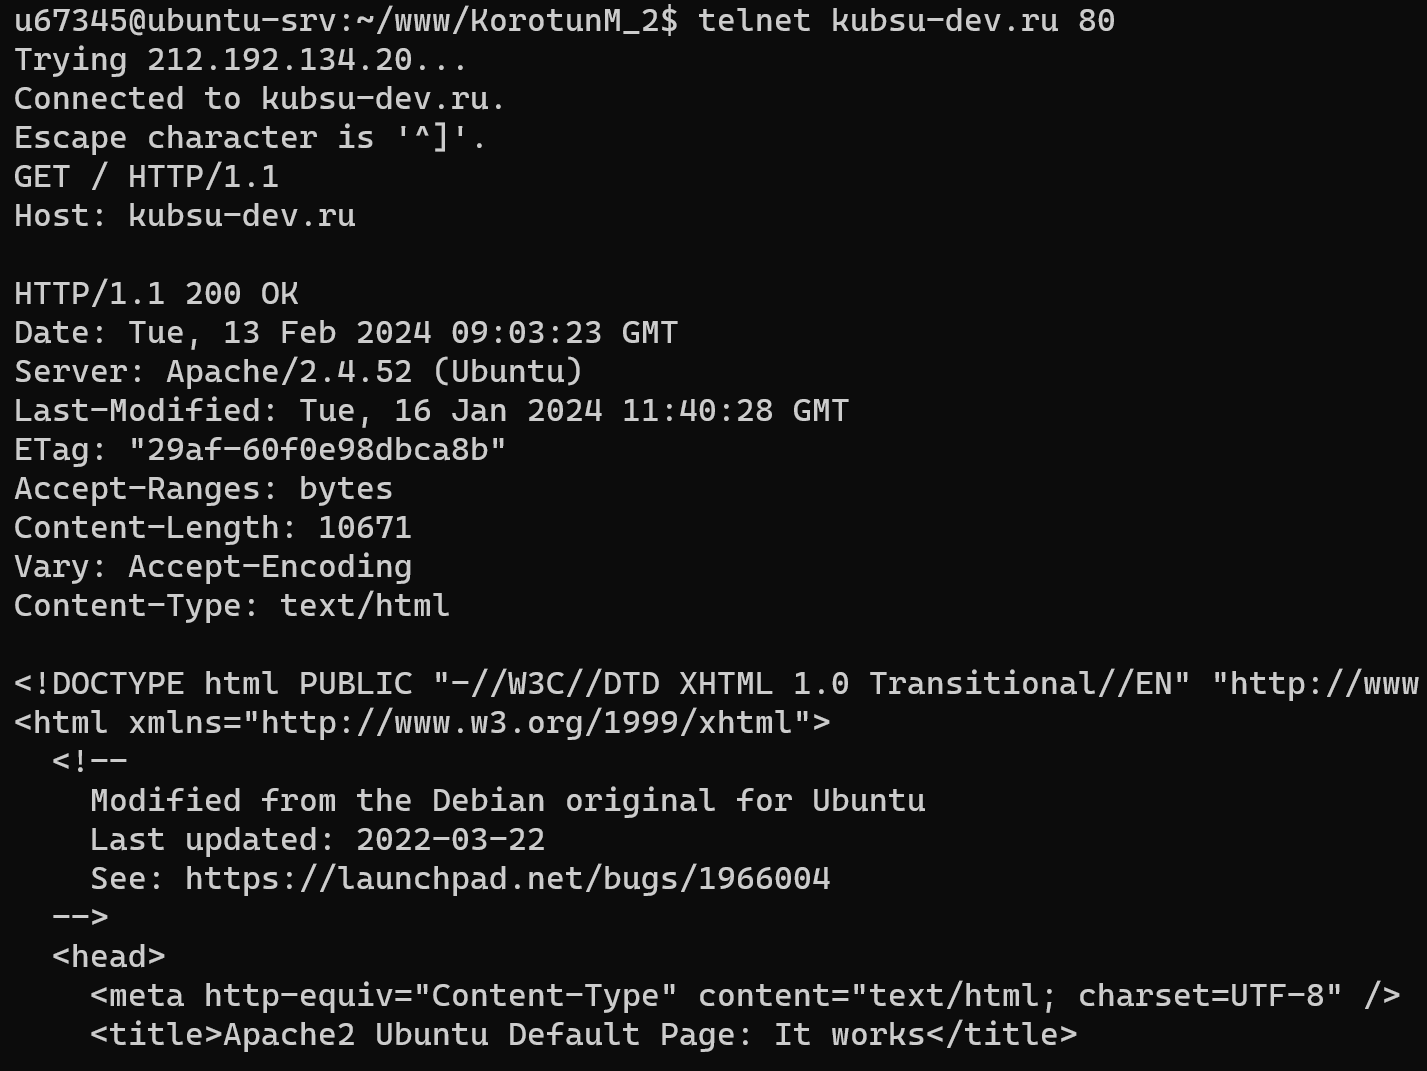 u67345@ubuntu-srv:~/www/KorotunM_2$ telnet kubsu-dev.ru 80
Trying 212.192.134.20...
Connected to kubsu-dev.ru.
Escape character is '^]'.
GET / HTTP/1.1
Host: kubsu-dev.ru

HTTP/1.1 200 OK
Date: Tue, 13 Feb 2024 09:03:23 GMT
Server: Apache/2.4.52 (Ubuntu)
Last-Modified: Tue, 16 Jan 2024 11:40:28 GMT
ETag: "29af-60f0e98dbca8b"
Accept-Ranges: bytes
Content-Length: 10671
Vary: Accept-Encoding
Content-Type: text/html

<!DOCTYPE html PUBLIC "-//W3C//DTD XHTML 1.0 Transitional//EN" "http://www
<html xmlns="http://www.w3.org/1999/xhtml">
  <!--
    Modified from the Debian original for Ubuntu
    Last updated: 2022-03-22
    See: https://launchpad.net/bugs/1966004
  -->
  <head>
    <meta http-equiv="Content-Type" content="text/html; charset=UTF-8" />
    <title>Apache2 Ubuntu Default Page: It works</title>